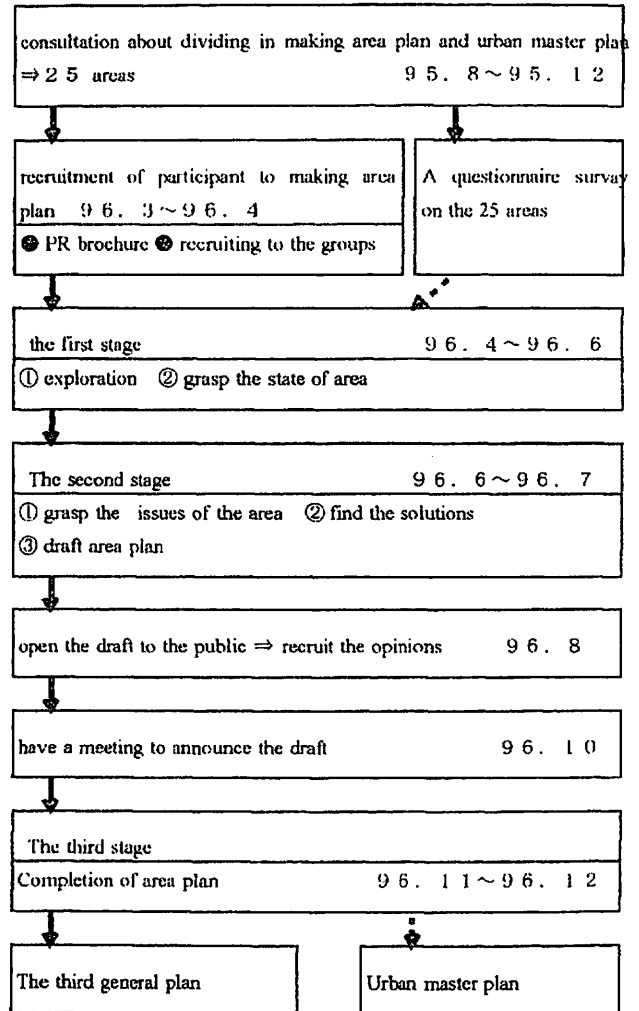 consultation about dividing in making area plan and urban master plan
⇒２５ areas ９５．８～９５．１２
recruitment of participant to making area
plan ９６．３～９６．４
● PR brochure ● recruiting to the groups
A questionnaire survay
on the 25 areas
the first stage ９６．４～９６．６
① exploration ② grasp the state of area
The second stage ９６．６～９６．７
① grasp the issues of the area ② find the solutions
③ draft area plan
open the draft to the public ⇒ recruit the opinions ９６．８
have a meeting to announce the draft ９６．１０
The third stage
Completion of area plan ９６．１１～９６．１２
The third general plan
Urban master plan